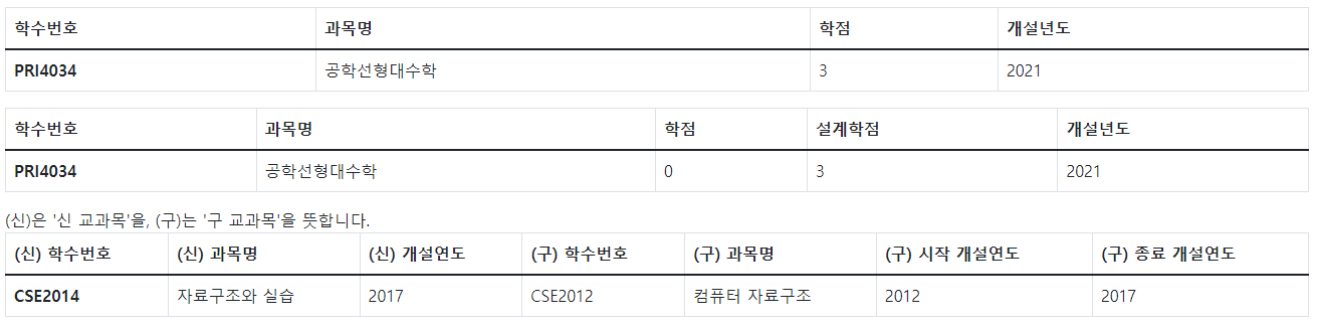 학수번호 과목명 학점 개설년도
PRI4034 공학선형대수학 3 2021
학수번호 과목명 학점 설계학점 개설년도
PRI4034 공학선형대수학 0 3 2021
(신)은 '신 교과목'을, (구)는 '구 교과목'을 뜻합니다.
(신) 학수번호 (신) 과목명 (신) 개설연도 (구) 학수번호 (구) 과목명 (구) 시작 개설연도 (구) 종료 개설연도
CSE2014 자료구조와 실습 2017 CSE2012 컴퓨터 자료구조 2012 2017